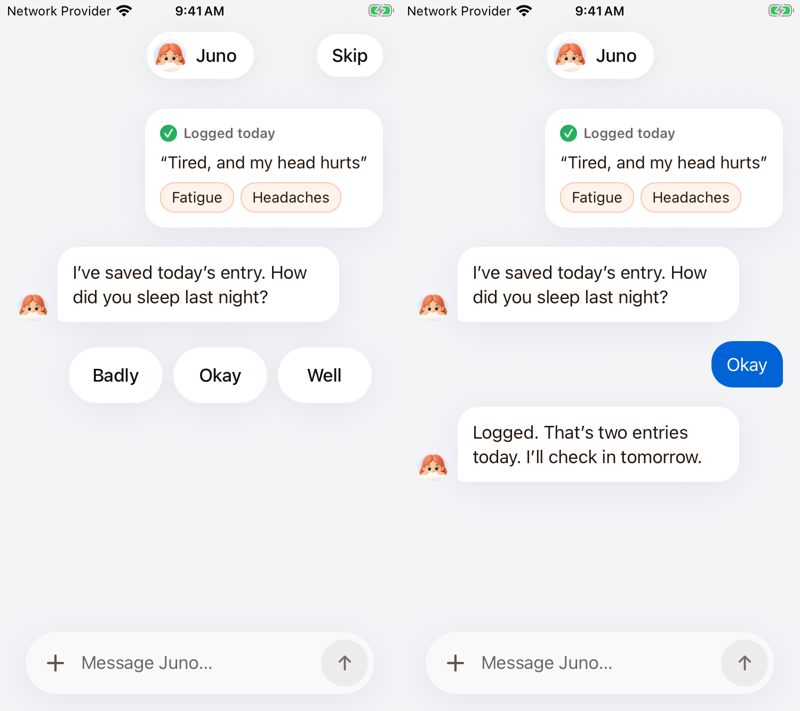 Network Provider 9:41 AM
Juno
Skip
Logged today
“Tired, and my head hurts”
Fatigue Headaches
I’ve saved today’s entry. How
did you sleep last night?
Badly Okay Well
Message Juno...
Network Provider 9:41 AM
Juno
Logged today
“Tired, and my head hurts”
Fatigue Headaches
I’ve saved today’s entry. How
did you sleep last night?
Okay
Logged. That’s two entries
today. I’ll check in tomorrow.
Message Juno...